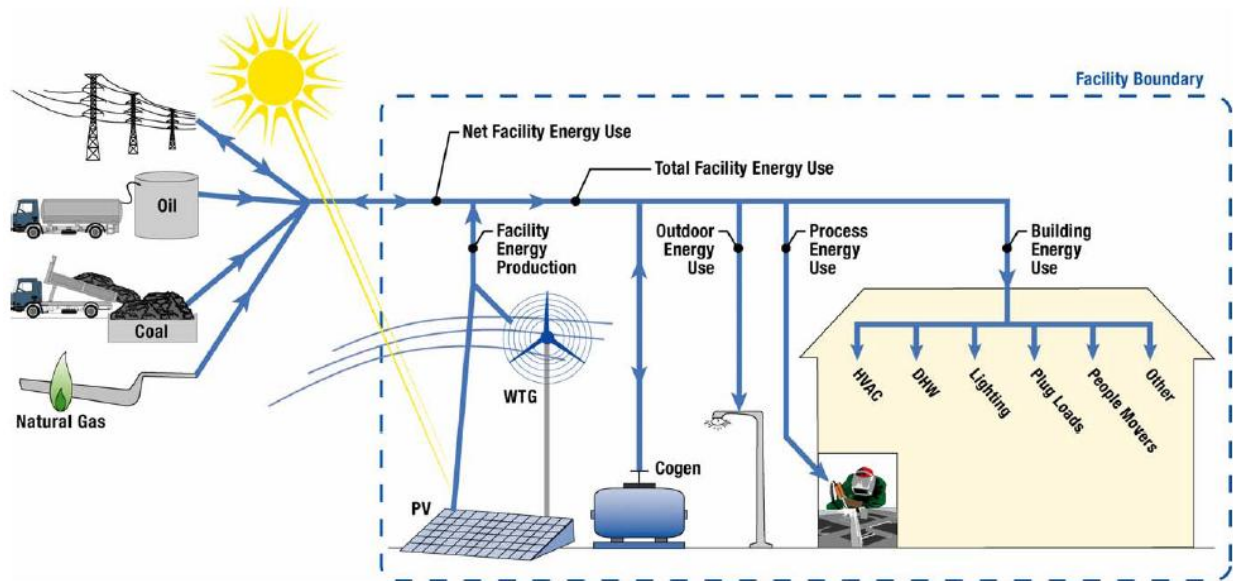 Facility Boundary
Net Facility Energy Use
Total Facility Energy Use
Oil
Facility
Energy
Production
Outdoor
Energy
Use
Process
Energy
Use
Building
Energy
Use
Coal
Natural Gas
WTG
HVAC
DHW
Lighting
Plug Loads
People Movers
Other
Cogen
PV